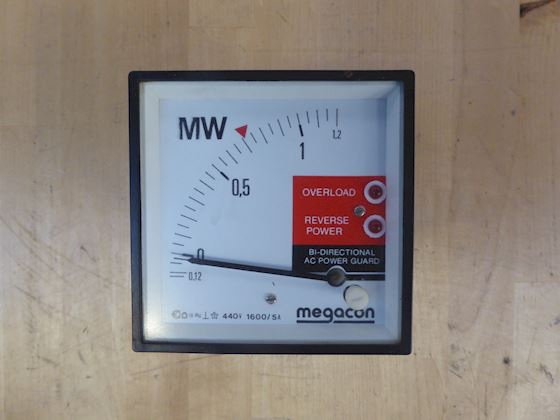 MW
1,2
1
0,5
OVERLOAD
REVERSE
POWER
0
BI-DIRECTIONAL
AC POWER GUARD
0.12
440V 1600/5A
megacon